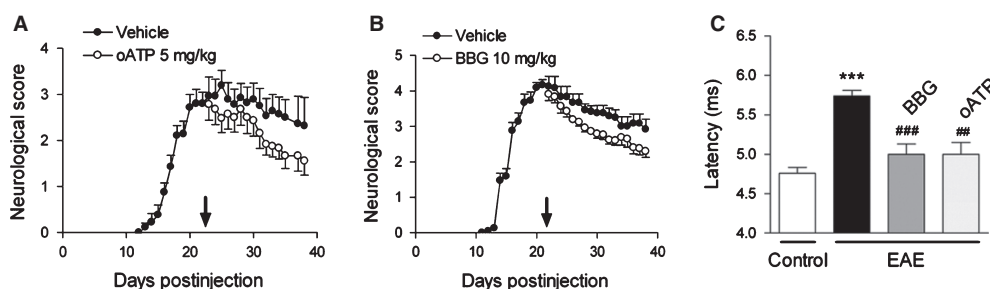 A
Vehicle
oATP 5 mg/kg
Neurological score
4
3
2
1
0
0 10 20 30 40
Days postinjection
B
Vehicle
BBG 10 mg/kg
Neurological score
5
4
3
2
1
0
0 10 20 30 40
Days postinjection
C
Latency (ms)
6.5
6.0
5.5
5.0
4.5
4.0
***
BBG
###
oATP
##
Control
EAE